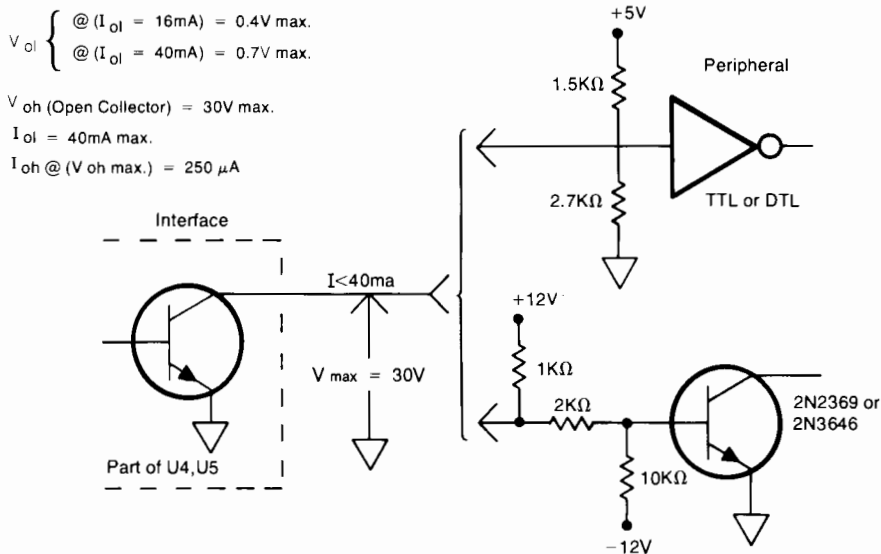 V ol { @ (I ol = 16mA) = 0.4V max.
@ (I ol = 40mA) = 0.7V max.
V oh (Open Collector) = 30V max.
I ol = 40mA max.
I oh @ (V oh max.) = 250 μA
Interface
I<40ma
V max = 30V
Part of U4,U5
+5V
1.5KΩ
Peripheral
2.7KΩ
TTL or DTL
+12V
1KΩ
2KΩ
2N2369 or
2N3646
10KΩ
−12V